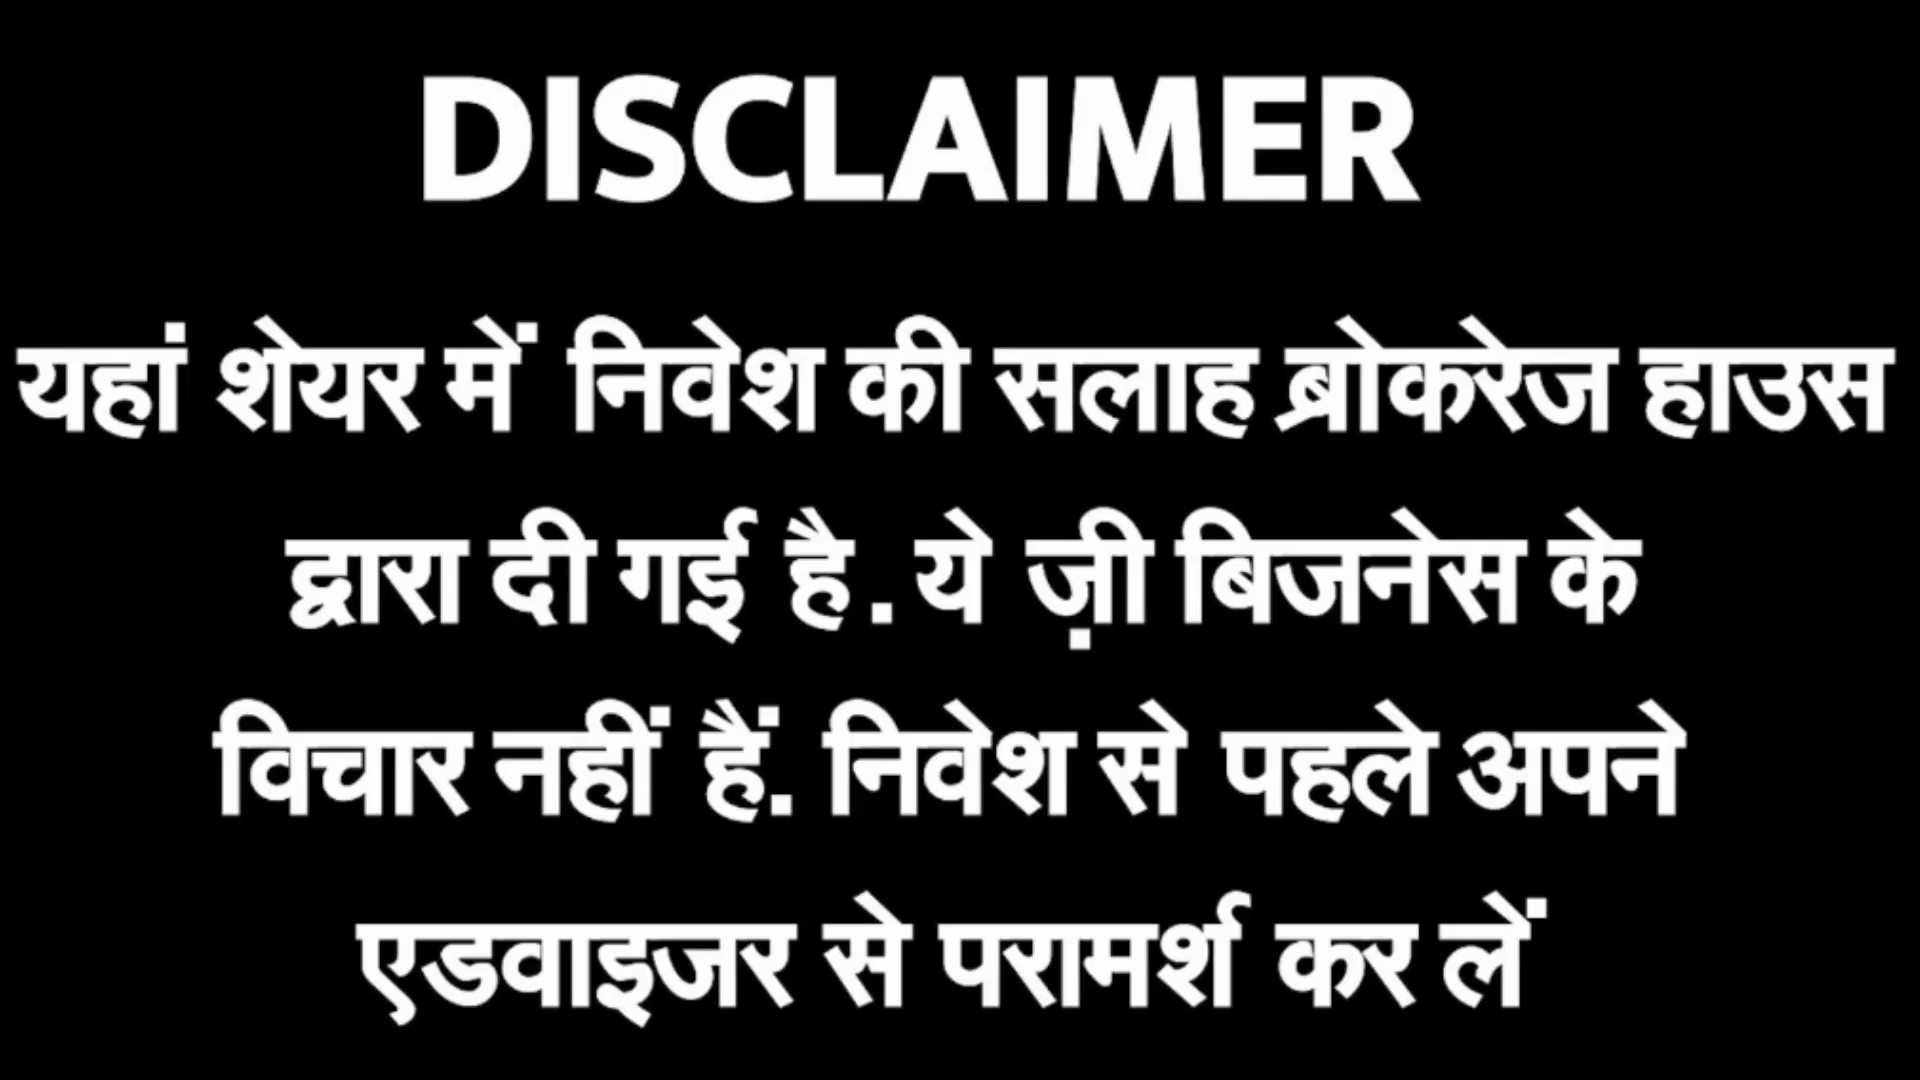 DISCLAIMER
यहां शेयर में निवेश की सलाह ब्रोकरेज हाउस
द्वारा दी गई है . ये ज़ी बिजनेस के
विचार नहीं हैं. निवेश से पहले अपने
एडवाइजर से परामर्श कर लें